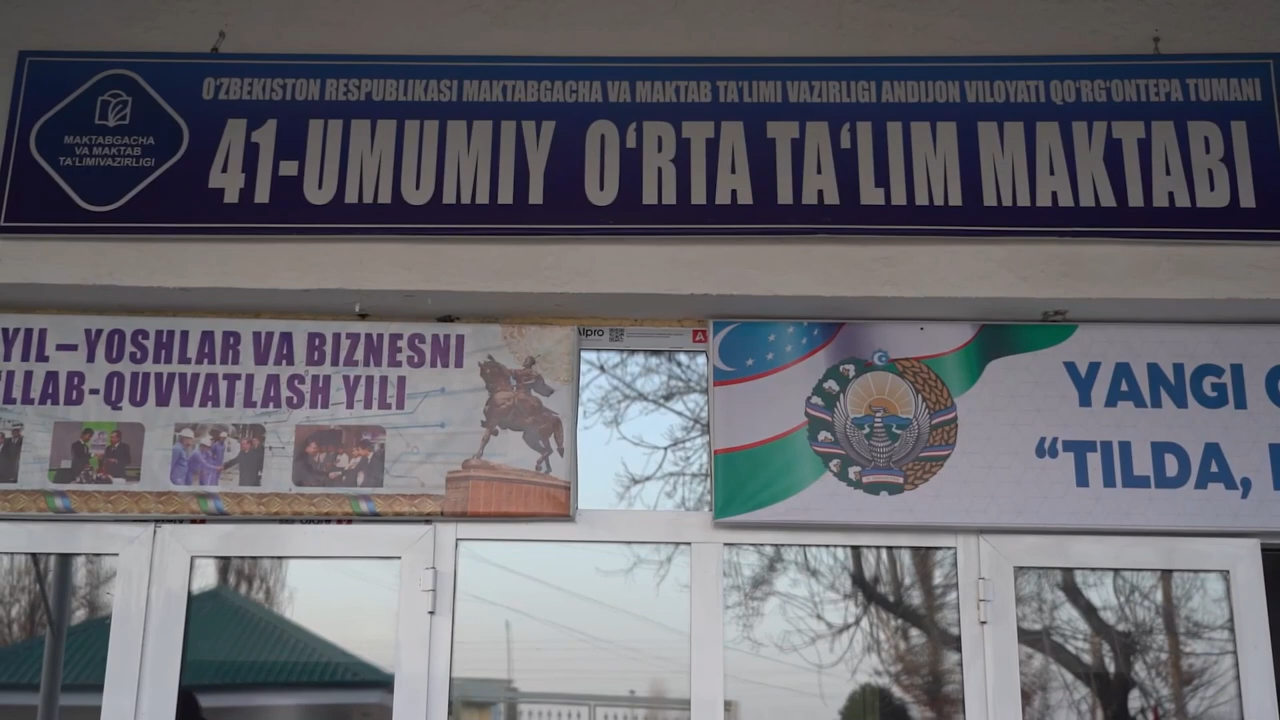 O'ZBEKISTON RESPUBLIKASI MAKTABGACHA VA MAKTAB TA'LIMI VAZIRLIGI ANDIJON VILOYATI QO'RG'ONTEPA TUMANI
MAKTABGACHA
VA MAKTAB
TA'LIMIVAZIRLIGI
41-UMUMIY O‘RTA TA‘LIM MAKTABI
YIL–YOSHLAR VA BIZNESNI
LLAB-QUVVATLASH YILI
Alpro
A
YANGI
“TILDA,